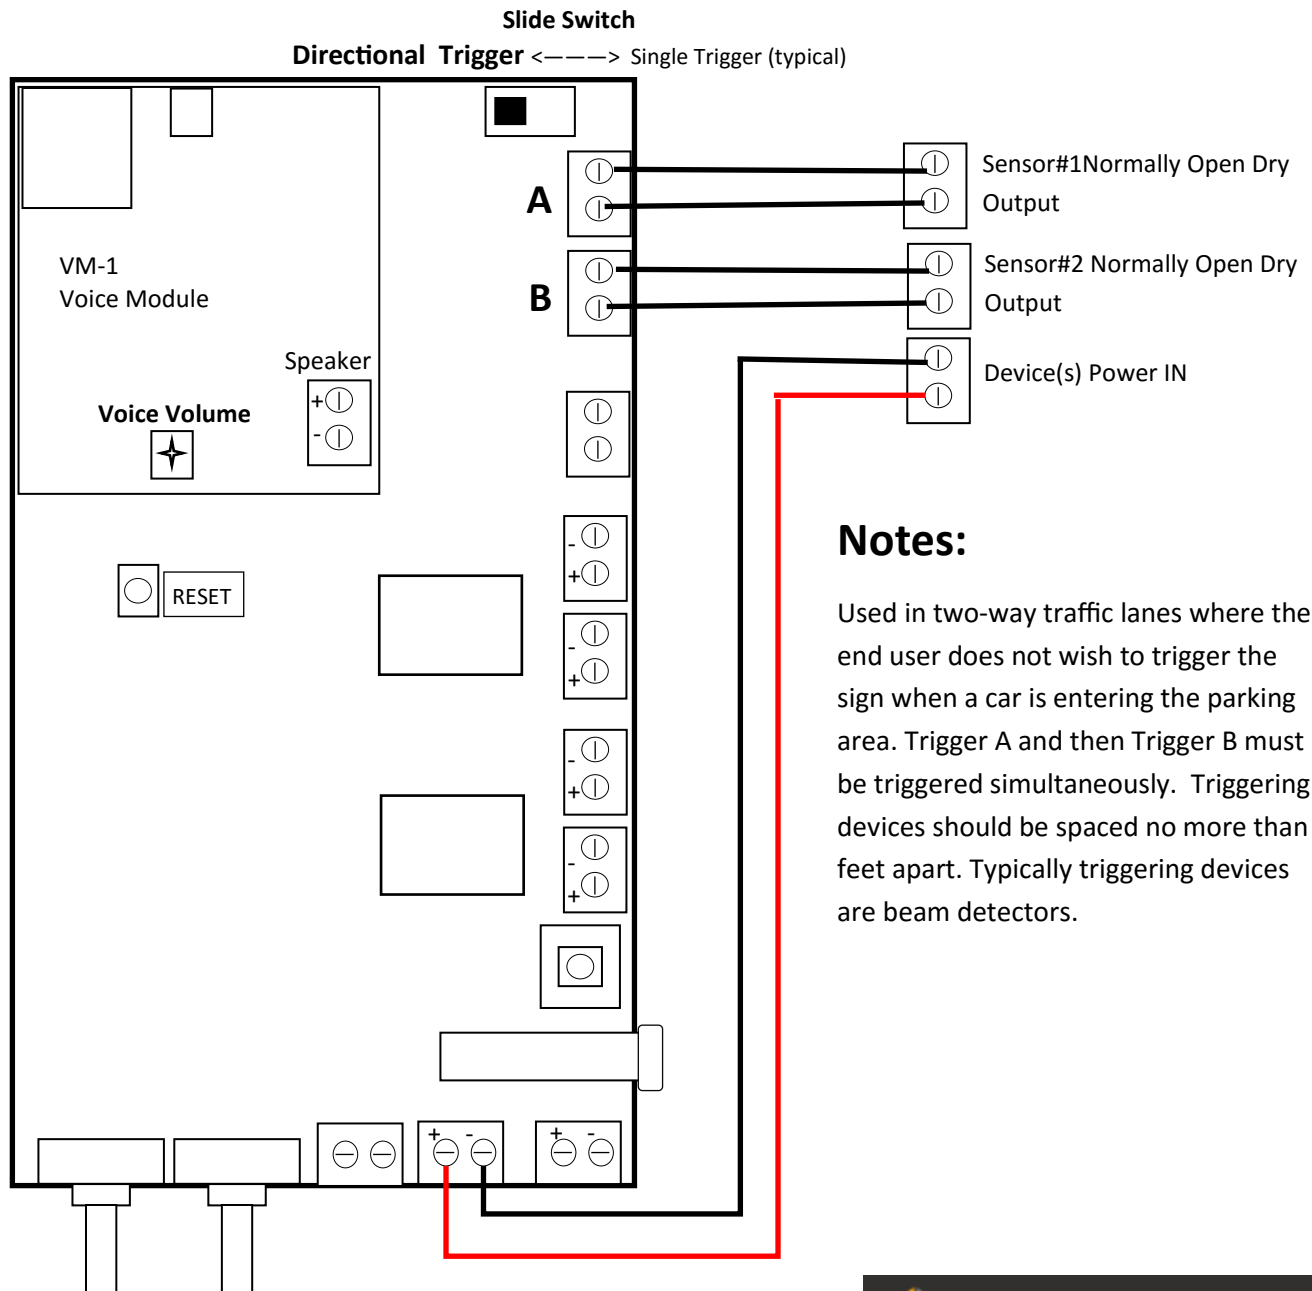 Slide Switch
Directional Trigger <———> Single Trigger (typical)
A
Sensor#1Normally Open Dry
Output
B
Sensor#2 Normally Open Dry
Output
VM-1
Voice Module
Speaker
+
-
Voice Volume
Device(s) Power IN
-
+
-
+
-
+
-
+
RESET
Notes:
Used in two-way traffic lanes where the
end user does not wish to trigger the
sign when a car is entering the parking
area. Trigger A and then Trigger B must
be triggered simultaneously. Triggering
devices should be spaced no more than
feet apart. Typically triggering devices
are beam detectors.
+ -
+ -